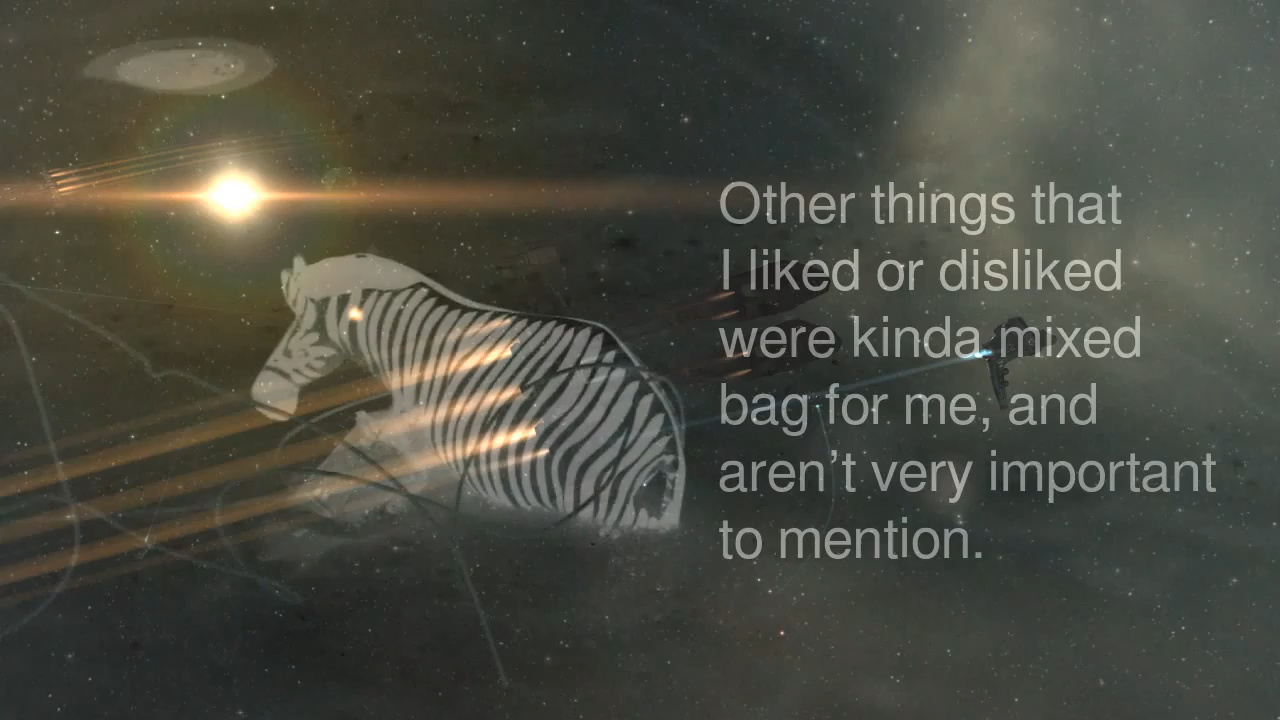 Other things that
I liked or disliked
were kinda mixed
bag for me, and
aren’t very important
to mention.